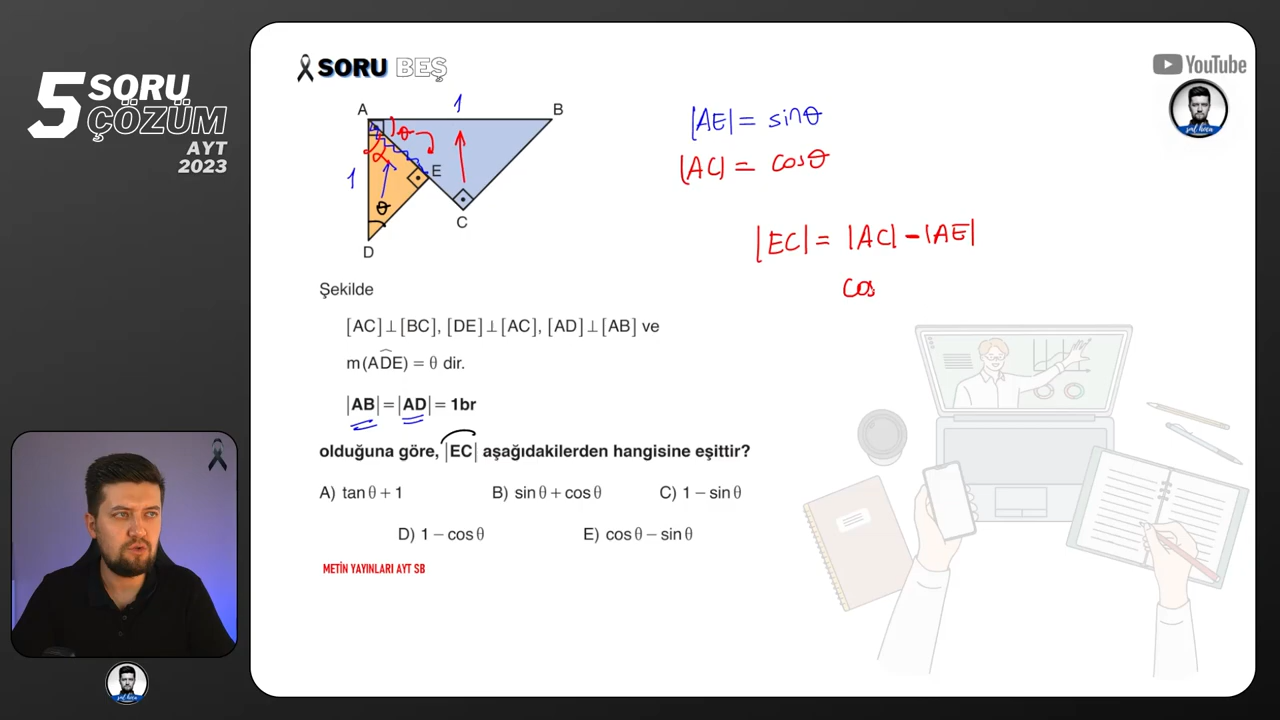 5 SORU
ÇÖZÜM
AYT
2023
SORU BEŞ
YouTube
A
B
C
D
E
1
1
θ
θ
α
|AE| = sinθ
|AC| = cosθ
|EC| = |AC| - |AE|
cos
Şekilde
[AC]⊥[BC], [DE]⊥[AC], [AD]⊥[AB] ve
m(ADE) = θ dir.
|AB| = |AD| = 1br
olduğuna göre, |EC| aşağıdakilerden hangisine eşittir?
A) tanθ + 1 B) sinθ + cosθ C) 1 − sinθ
D) 1 − cosθ E) cosθ − sinθ
METİN YAYINLARI AYT SB